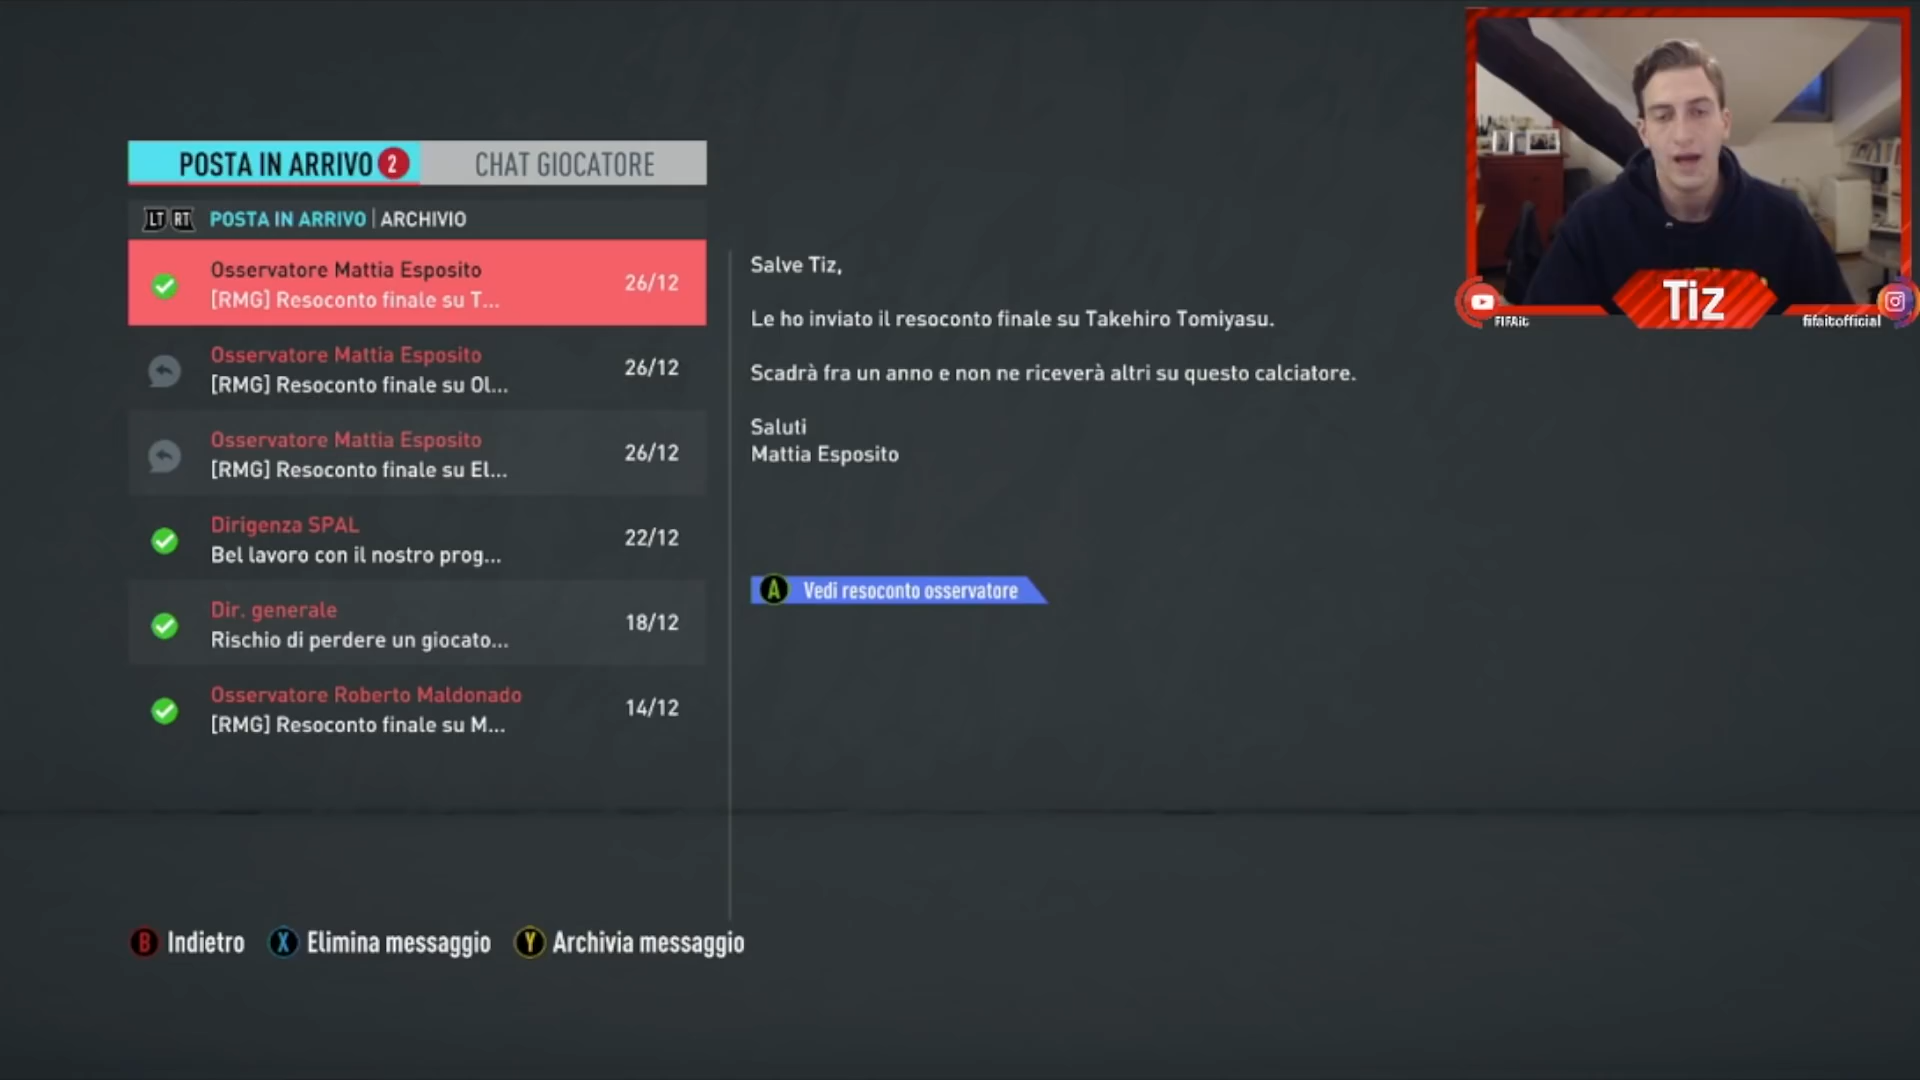 POSTA IN ARRIVO 2
CHAT GIOCATORE
LT RT POSTA IN ARRIVO | ARCHIVIO
Osservatore Mattia Esposito
[RMG] Resoconto finale su T...
26/12
Osservatore Mattia Esposito
[RMG] Resoconto finale su Ol...
26/12
Osservatore Mattia Esposito
[RMG] Resoconto finale su El...
26/12
Dirigenza SPAL
Bel lavoro con il nostro prog...
22/12
Dir. generale
Rischio di perdere un giocato...
18/12
Osservatore Roberto Maldonado
[RMG] Resoconto finale su M...
14/12
Salve Tiz,
Le ho inviato il resoconto finale su Takehiro Tomiyasu.
Scadrà fra un anno e non ne riceverà altri su questo calciatore.
Saluti
Mattia Esposito
A Vedi resoconto osservatore
B Indietro X Elimina messaggio Y Archivia messaggio
Tiz
FIFAit
fifaitofficial